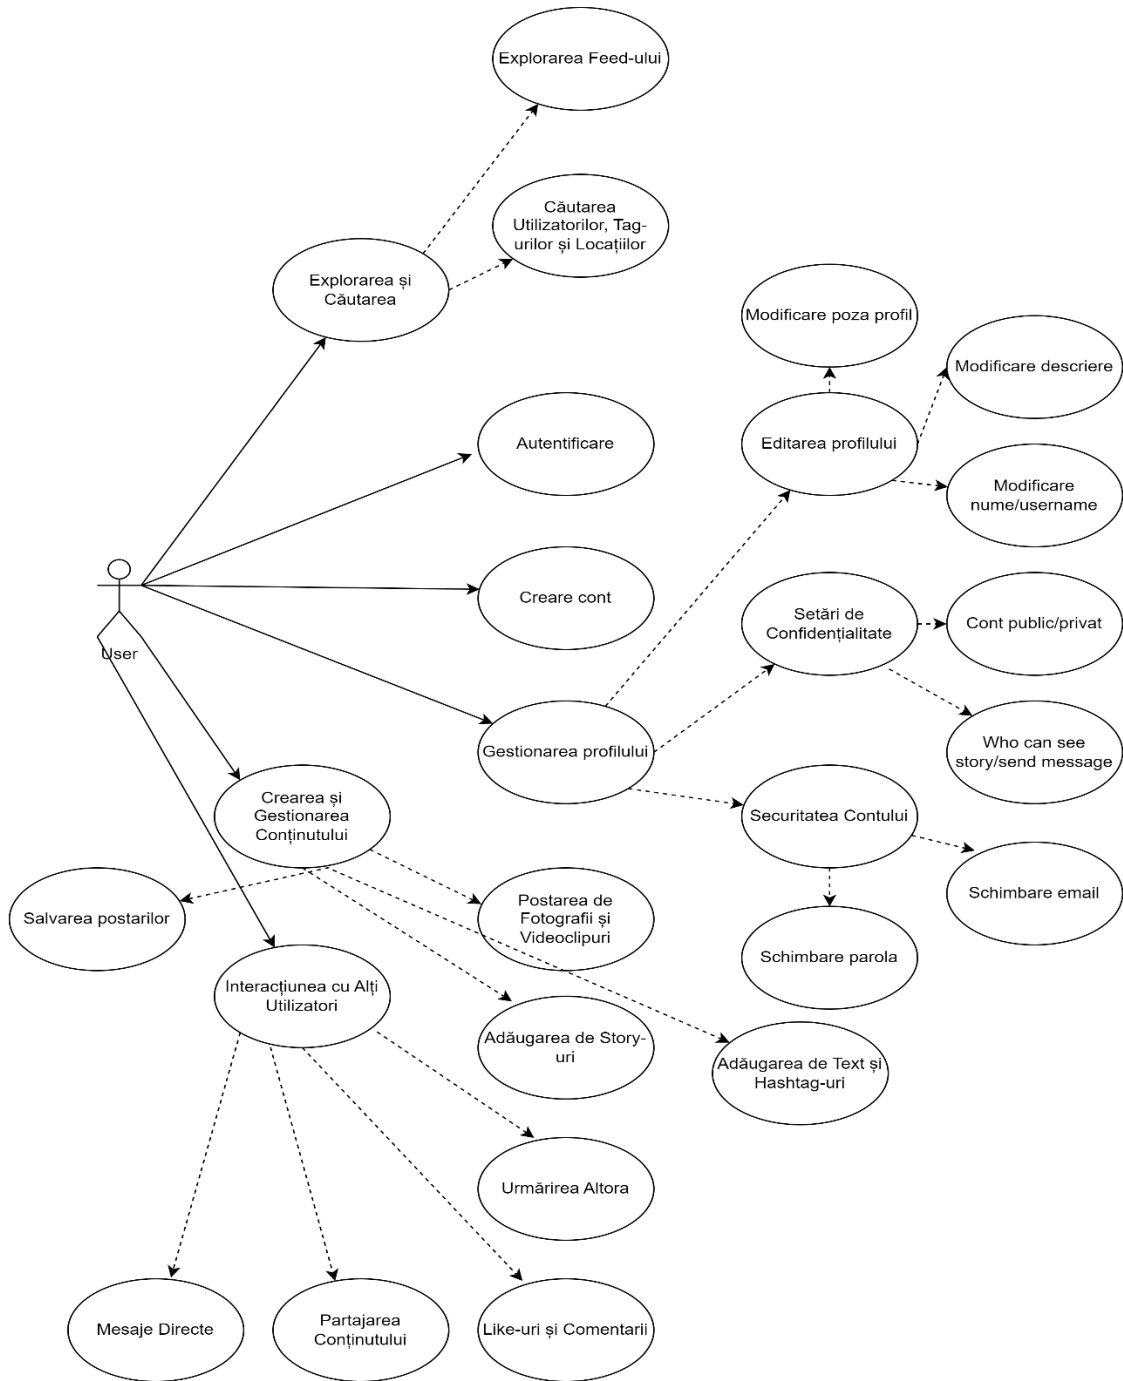 Explorarea Feed-ului
Căutarea
Utilizatorilor, Tag-
urilor și Locațiilor
Explorarea și
Căutarea
Modificare poza profil
Modificare descriere
Autentificare
Editarea profilului
Modificare
nume/username
Creare cont
Setări de
Confidențialitate
Cont public/privat
User
Gestionarea profilului
Who can see
story/send message
Crearea și
Gestionarea
Conținutului
Securitatea Contului
Salvarea postarilor
Postarea de
Fotografii și
Videoclipuri
Schimbare email
Schimbare parola
Interacțiunea cu Alți
Utilizatori
Adăugarea de Story-
uri
Adăugarea de Text și
Hashtag-uri
Urmărirea Altora
Mesaje Directe
Partajarea
Conținutului
Like-uri și Comentarii